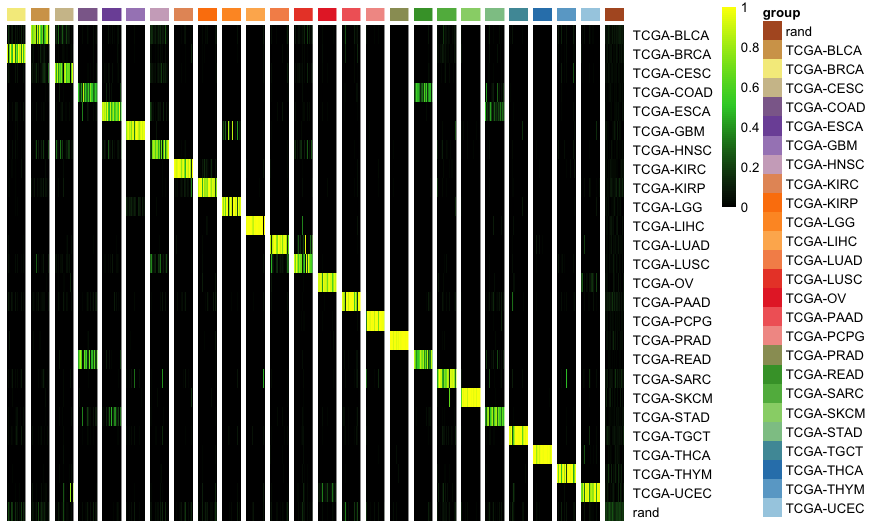 TCGA-BLCA
TCGA-BRCA
TCGA-CESC
TCGA-COAD
TCGA-ESCA
TCGA-GBM
TCGA-HNSC
TCGA-KIRC
TCGA-KIRP
TCGA-LGG
TCGA-LIHC
TCGA-LUAD
TCGA-LUSC
TCGA-OV
TCGA-PAAD
TCGA-PCPG
TCGA-PRAD
TCGA-READ
TCGA-SARC
TCGA-SKCM
TCGA-STAD
TCGA-TGCT
TCGA-THCA
TCGA-THYM
TCGA-UCEC
rand
1
0.8
0.6
0.4
0.2
0
group
rand
TCGA-BLCA
TCGA-BRCA
TCGA-CESC
TCGA-COAD
TCGA-ESCA
TCGA-GBM
TCGA-HNSC
TCGA-KIRC
TCGA-KIRP
TCGA-LGG
TCGA-LIHC
TCGA-LUAD
TCGA-LUSC
TCGA-OV
TCGA-PAAD
TCGA-PCPG
TCGA-PRAD
TCGA-READ
TCGA-SARC
TCGA-SKCM
TCGA-STAD
TCGA-TGCT
TCGA-THCA
TCGA-THYM
TCGA-UCEC